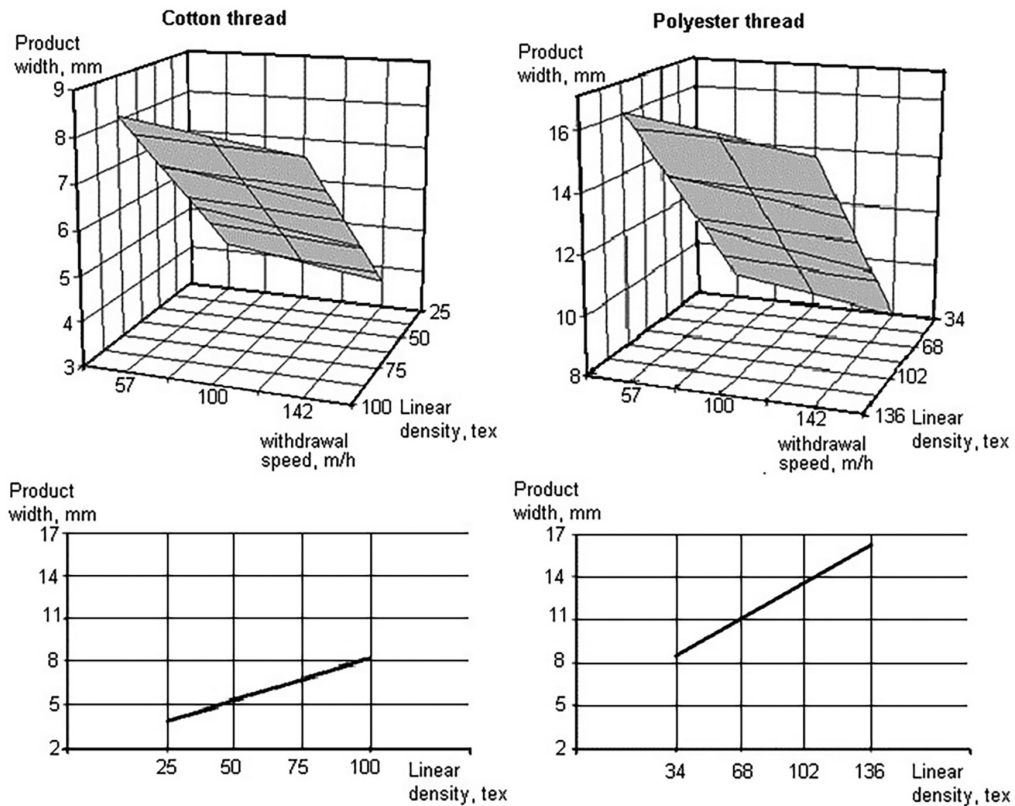 Cotton thread
Product
width, mm
9
8
7
6
5
4
3
57
100
142
25
50
75
100
Linear
density, tex
withdrawal
speed, m/h
Polyester thread
Product
width, mm
16
14
12
10
8
57
100
142
34
68
102
136
Linear
density, tex
withdrawal
speed, m/h
Product
width, mm
17
14
11
8
5
2
25
50
75
100
Linear
density, tex
Product
width, mm
17
14
11
8
5
2
34
68
102
136
Linear
density, tex